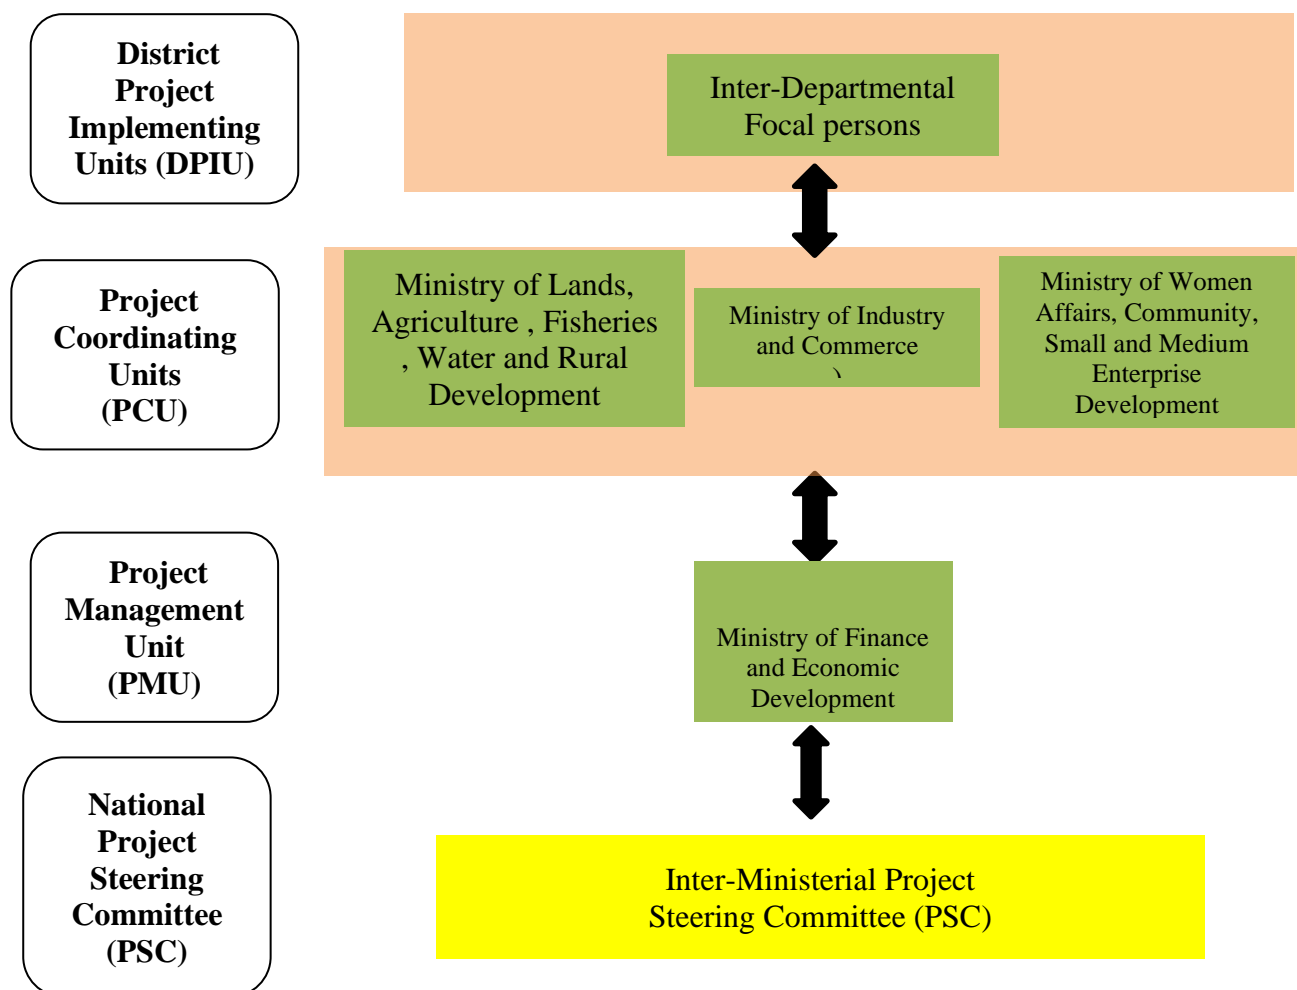 District
Project
Implementing
Units (DPIU)
Inter-Departmental
Focal persons
Project
Coordinating
Units
(PCU)
Ministry of Lands,
Agriculture , Fisheries
, Water and Rural
Development
Ministry of Industry
and Commerce
Ministry of Women
Affairs, Community,
Small and Medium
Enterprise
Development
Project
Management
Unit
(PMU)
Ministry of Finance
and Economic
Development
National
Project
Steering
Committee
(PSC)
Inter-Ministerial Project
Steering Committee (PSC)